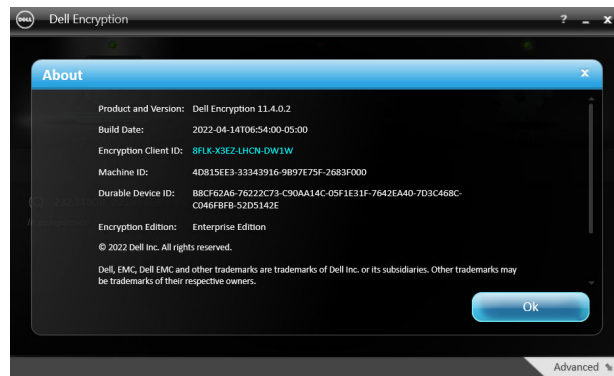 DELL Dell Encryption ? _ x
About x
Product and Version: Dell Encryption 11.4.0.2
Build Date: 2022-04-14T06:54:00-05:00
Encryption Client ID: 8FLK-X3EZ-LHCN-DW1W
Machine ID: 4D815EE3-33343916-9B97E75F-2683F000
Durable Device ID: B8CF62A6-76222C73-C90AA14C-05F1E31F-7642EA40-7D3C468C-
C046FBFB-52D5142E
Encryption Edition: Enterprise Edition
© 2022 Dell Inc. All rights reserved.
Dell, EMC, Dell EMC and other trademarks are trademarks of Dell Inc. or its subsidiaries. Other trademarks may
be trademarks of their respective owners.
Ok
Advanced